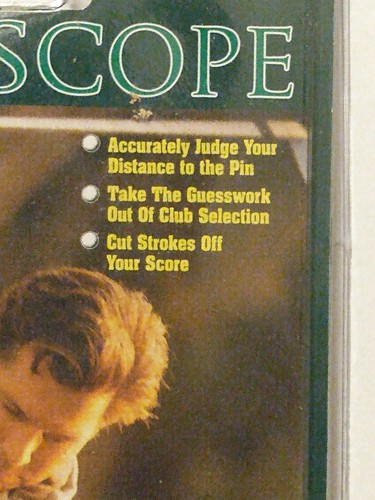 SCOPE
Accurately Judge Your
Distance to the Pin
Take The Guesswork
Out Of Club Selection
Cut Strokes Off
Your Score